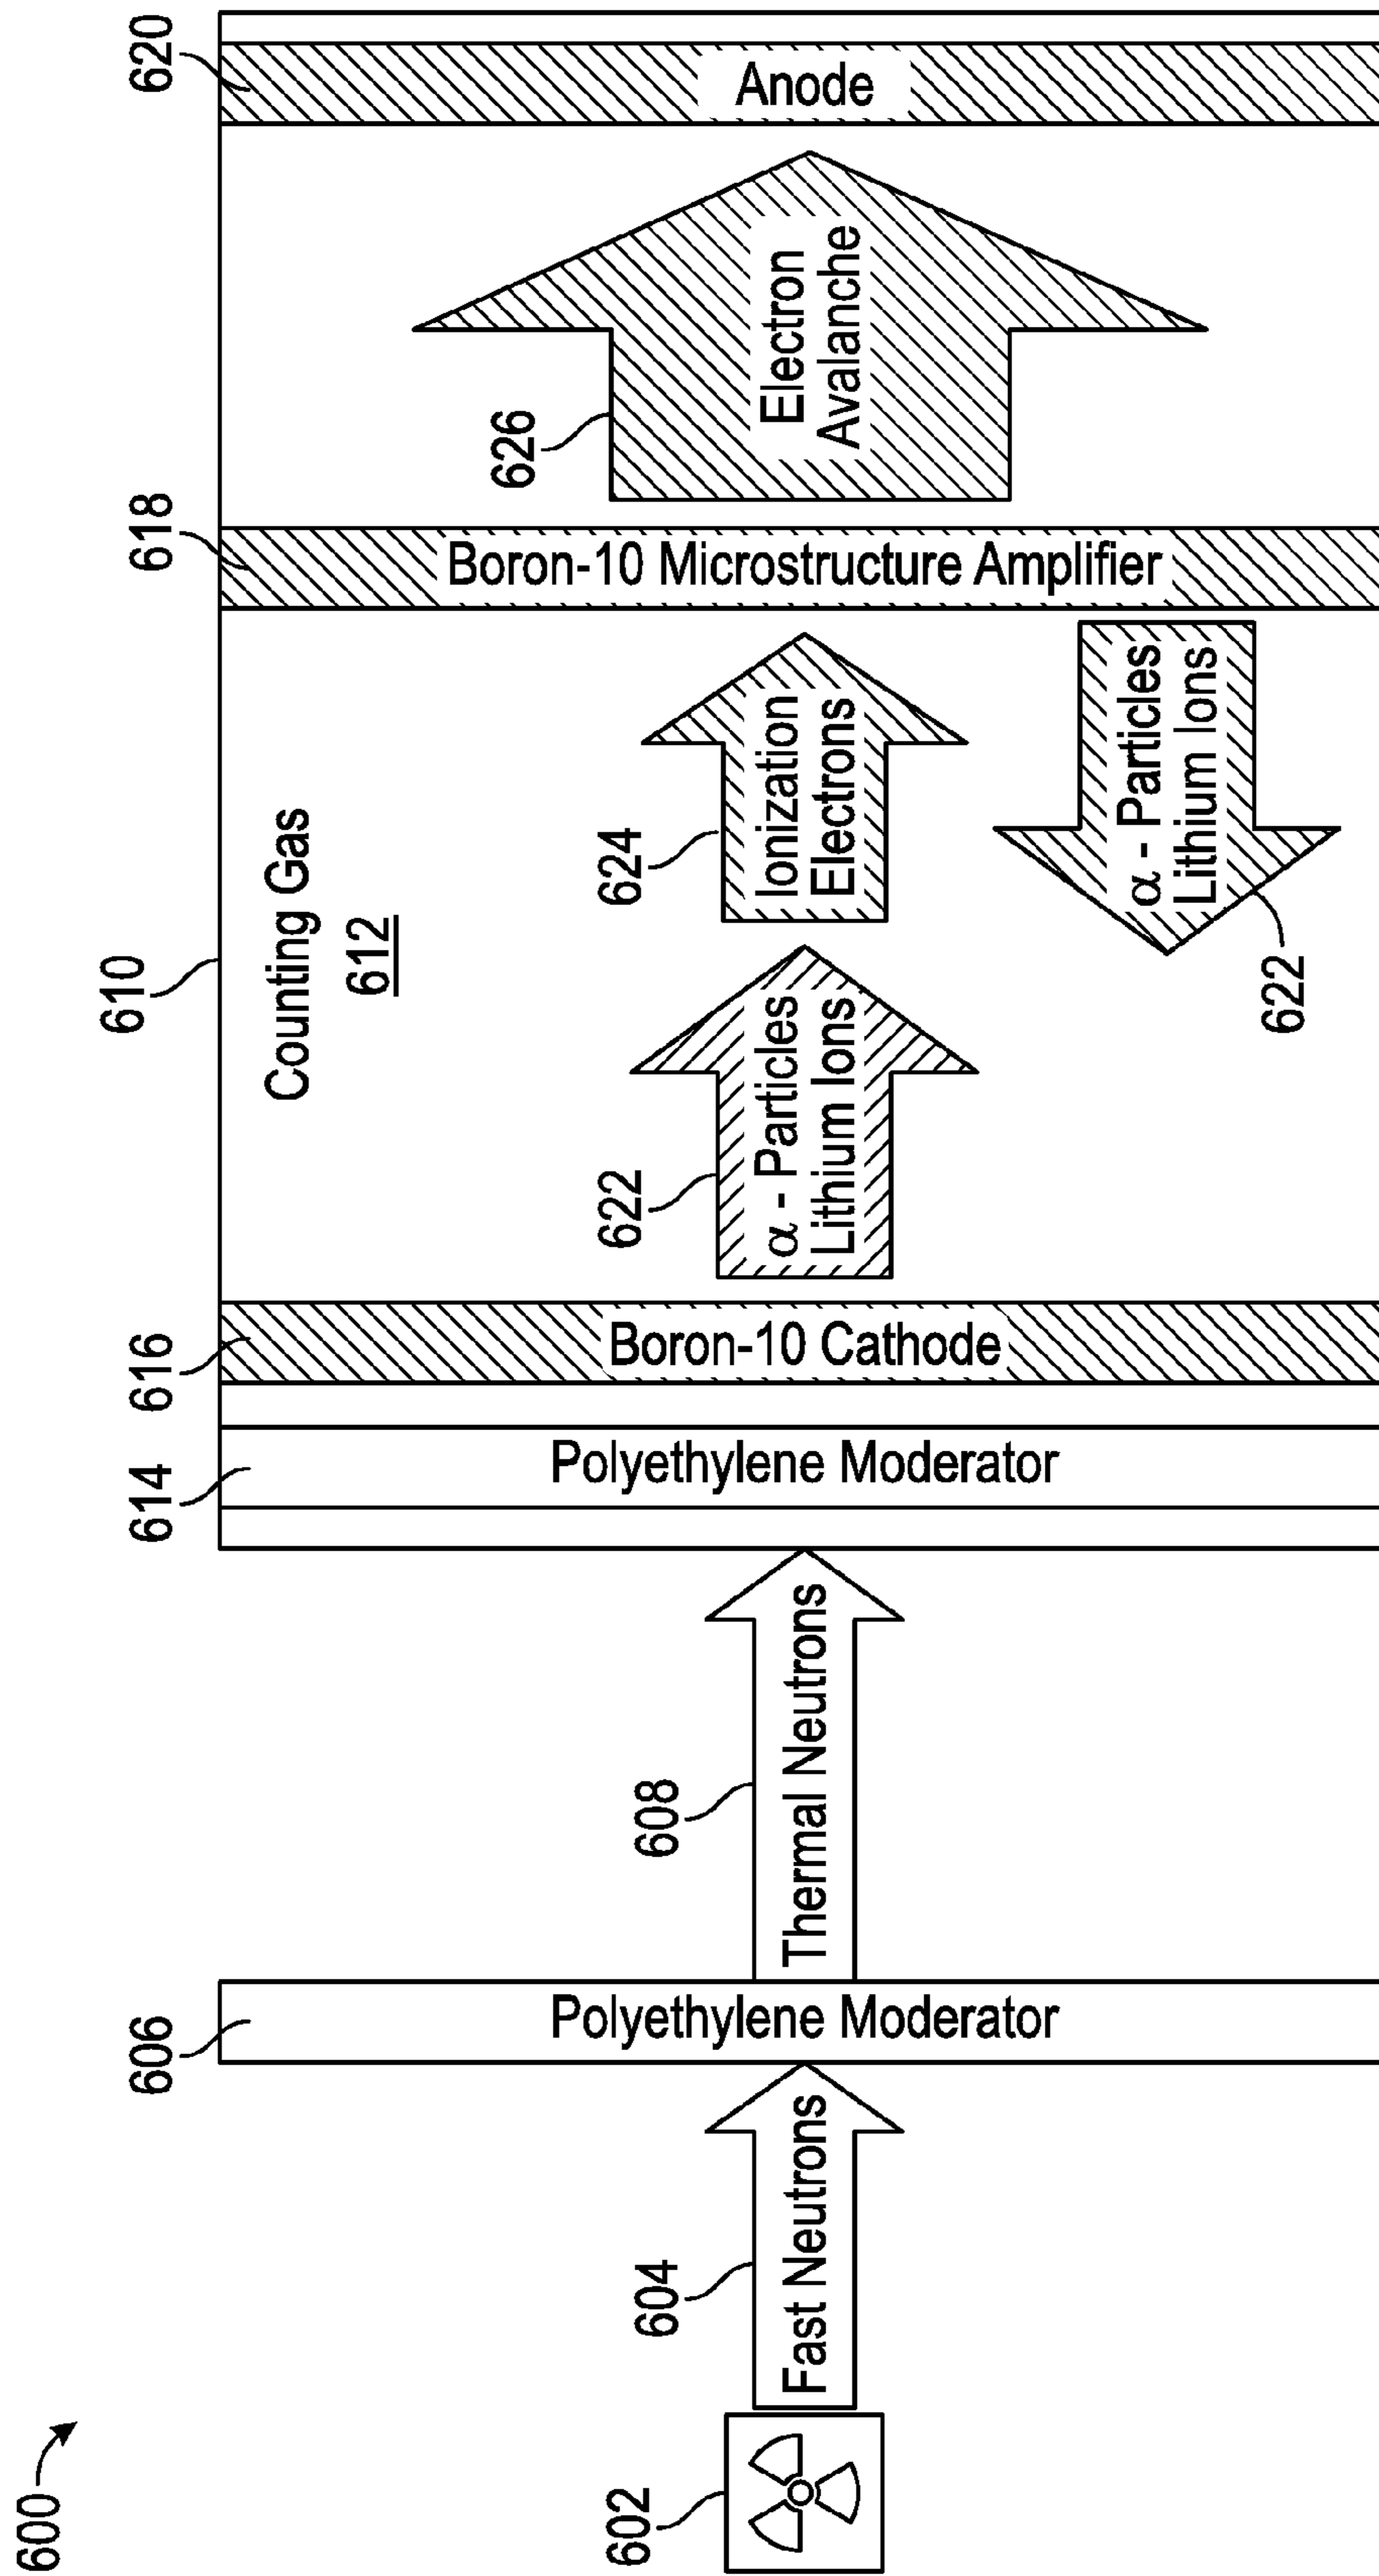 600
602
604
Fast Neutrons
606
Polyethylene Moderator
608
Thermal Neutrons
610
614
Polyethylene Moderator
616
Boron-10 Cathode
Counting Gas
612
622
α - Particles
Lithium Ions
624
Ionization
Electrons
α - Particles
Lithium Ions
622
618
Boron-10 Microstructure Amplifier
626
Electron
Avalanche
620
Anode